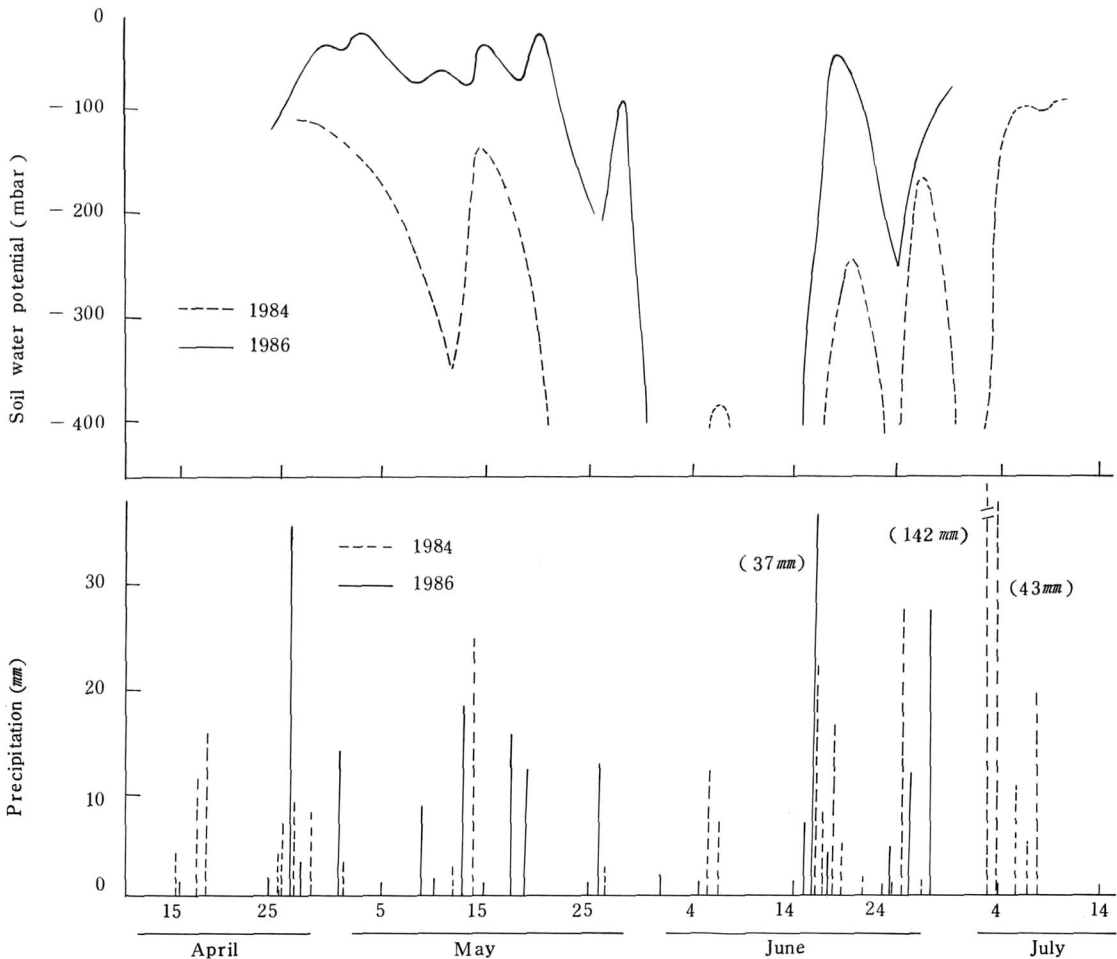 0
− 100
− 200
− 300
− 400
Soil water potential (mbar)
1984
1986
1984
1986
(37mm)
(142 mm)
(43mm)
30
20
10
0
Precipitation (mm)
15 25 5 15 25 4 14 24 4 14
April May June July